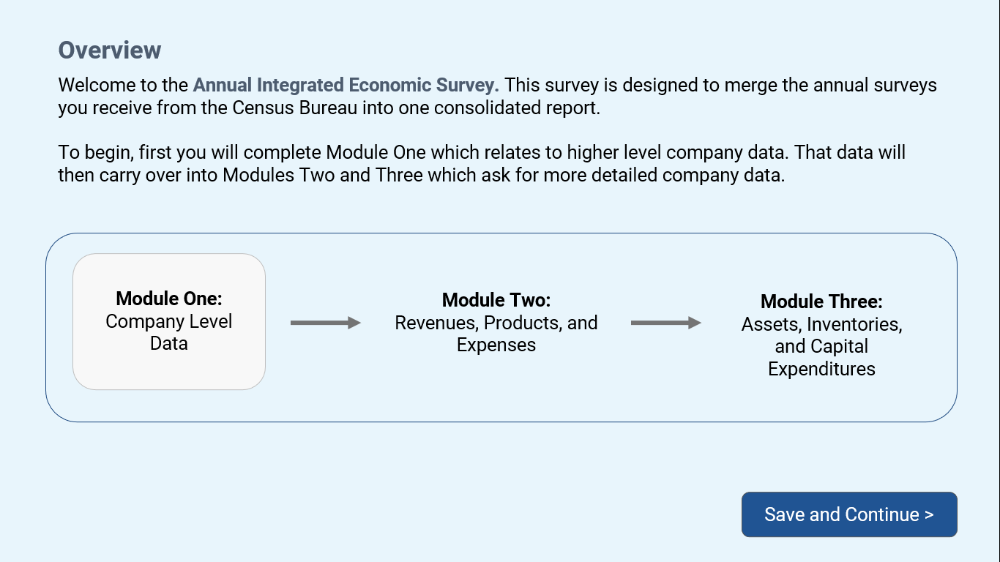 Overview
Welcome to the Annual Integrated Economic Survey. This survey is designed to merge the annual surveys
you receive from the Census Bureau into one consolidated report.
To begin, first you will complete Module One which relates to higher level company data. That data will
then carry over into Modules Two and Three which ask for more detailed company data.
Module One:
Company Level
Data
Module Two:
Revenues, Products, and
Expenses
Module Three:
Assets, Inventories,
and Capital
Expenditures
Save and Continue >